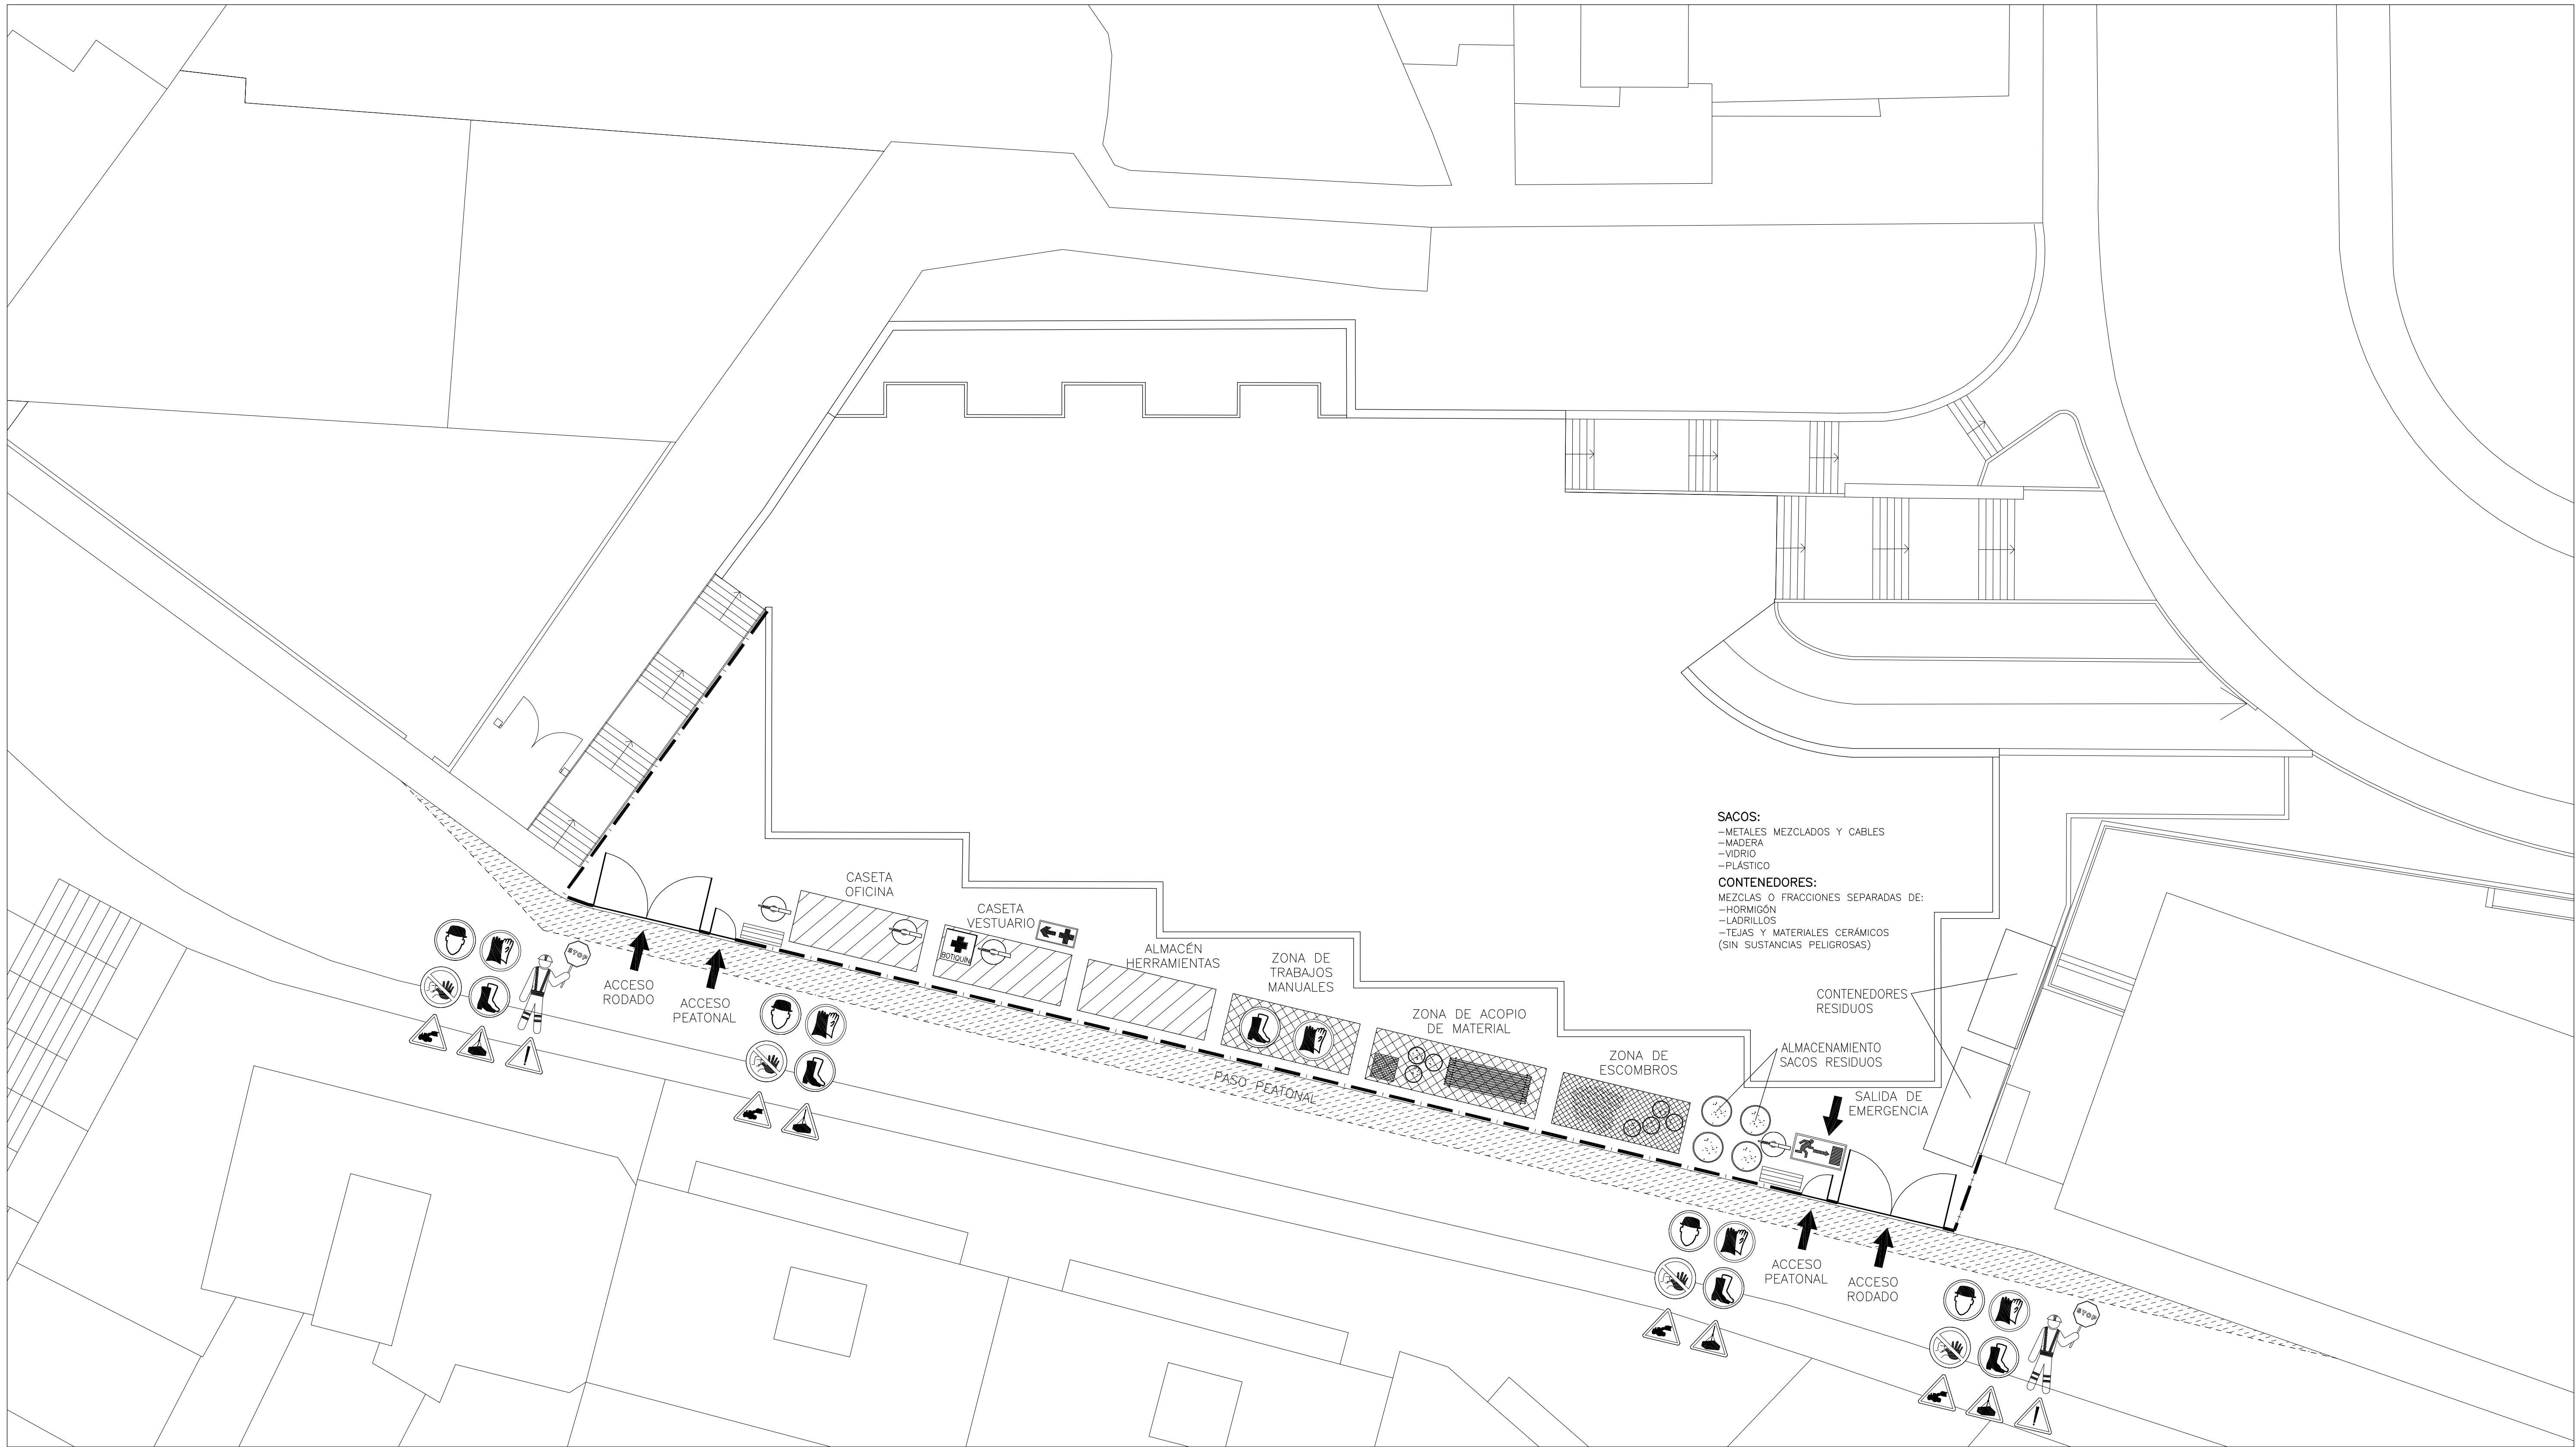 SACOS:
-METALES MEZCLADOS Y CABLES
-MADERA
-VIDRIO
-PLÁSTICO
CONTENEDORES:
MEZCLAS O FRACCIONES SEPARADAS DE:
-HORMIGÓN
-LADRILLOS
-TEJAS Y MATERIALES CERÁMICOS
(SIN SUSTANCIAS PELIGROSAS)
CASETA
OFICINA
CASETA
VESTUARIO
BOTIQUÍN
ALMACÉN
HERRAMIENTAS
ZONA DE
TRABAJOS
MANUALES
ZONA DE ACOPIO
DE MATERIAL
ZONA DE
ESCOMBROS
ALMACENAMIENTO
SACOS RESIDUOS
CONTENEDORES
RESIDUOS
SALIDA DE
EMERGENCIA
STOP
ACCESO
RODADO
ACCESO
PEATONAL
PASO PEATONAL
ACCESO
PEATONAL
ACCESO
RODADO
STOP